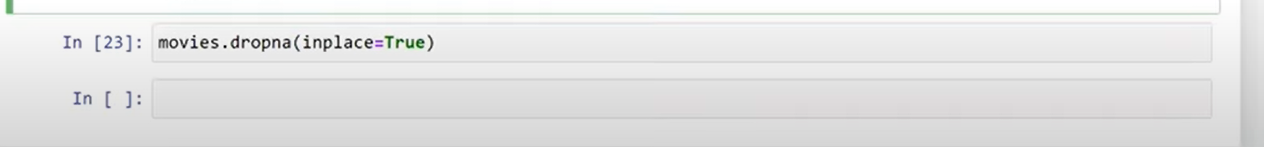 In [23]: movies.dropna(inplace=True)
In [ ]: